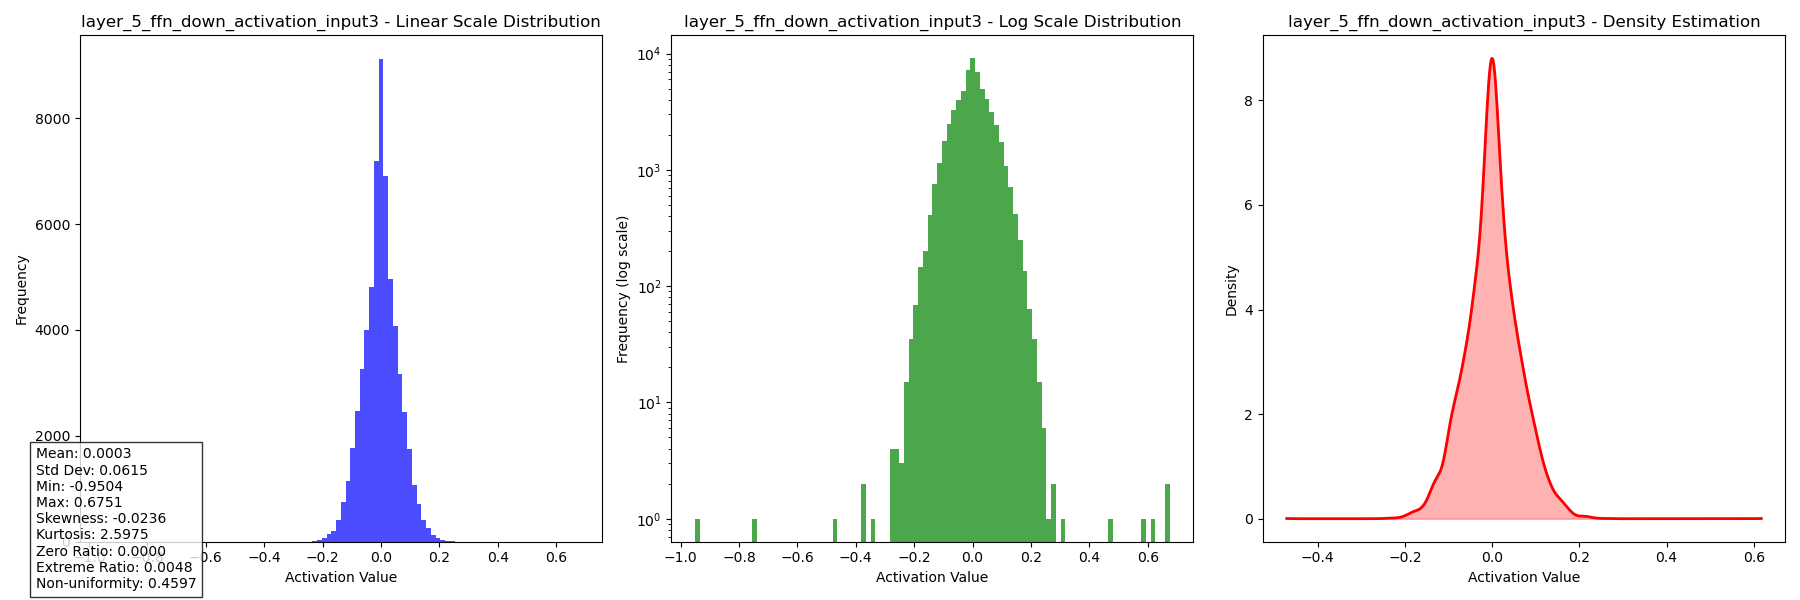 layer_5_ffn_down_activation_input3 - Linear Scale Distribution
Frequency
8000
6000
4000
2000
−0.6
−0.4
−0.2
0.0
0.2
0.4
0.6
Activation Value
Mean: 0.0003
Std Dev: 0.0615
Min: -0.9504
Max: 0.6751
Skewness: -0.0236
Kurtosis: 2.5975
Zero Ratio: 0.0000
Extreme Ratio: 0.0048
Non-uniformity: 0.4597
layer_5_ffn_down_activation_input3 - Log Scale Distribution
Frequency (log scale)
10⁴
10³
10²
10¹
10⁰
−1.0
−0.8
−0.6
−0.4
−0.2
0.0
0.2
0.4
0.6
Activation Value
layer_5_ffn_down_activation_input3 - Density Estimation
Density
8
6
4
2
0
−0.4
−0.2
0.0
0.2
0.4
0.6
Activation Value